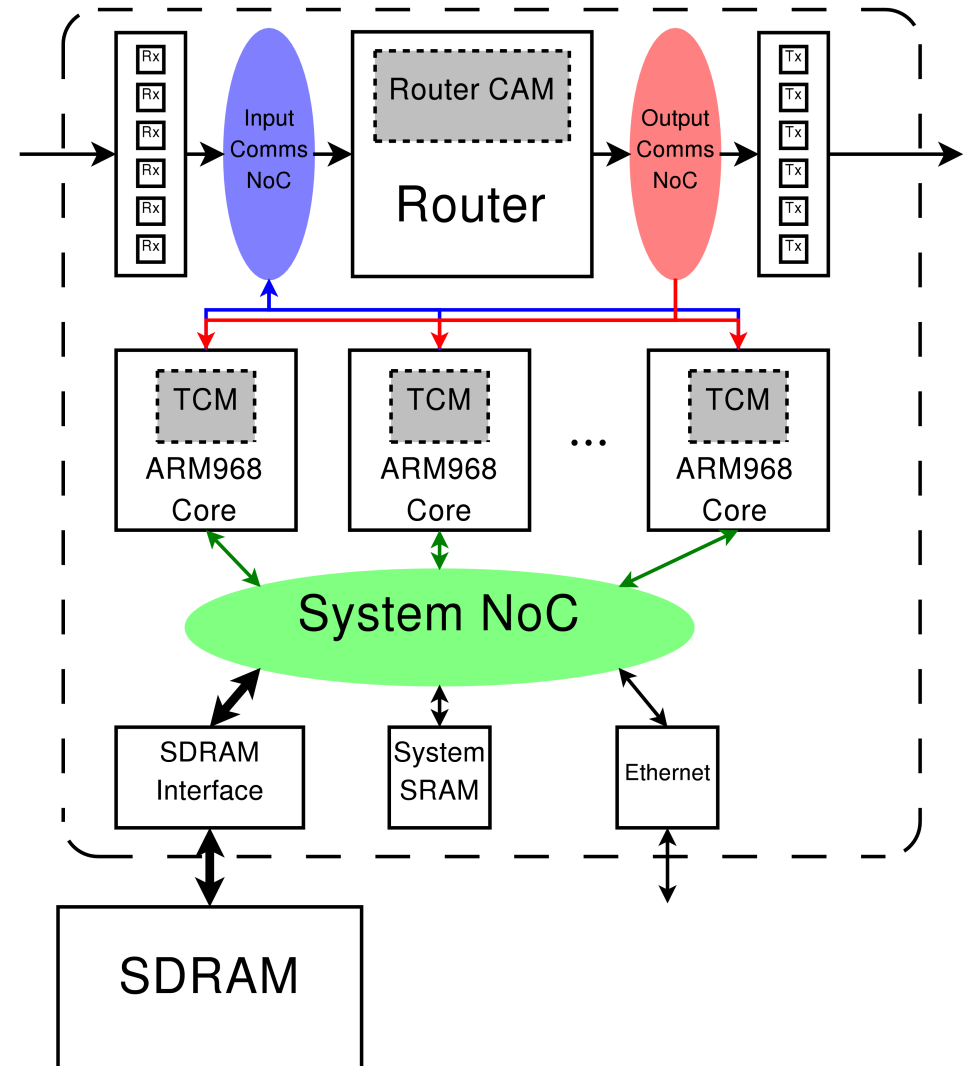 Rx
Rx
Rx
Rx
Rx
Rx
Input
Comms
NoC
Router CAM
Router
Output
Comms
NoC
Tx
Tx
Tx
Tx
Tx
Tx
TCM
ARM968
Core
TCM
ARM968
Core
...
TCM
ARM968
Core
System NoC
SDRAM
Interface
System
SRAM
Ethernet
SDRAM